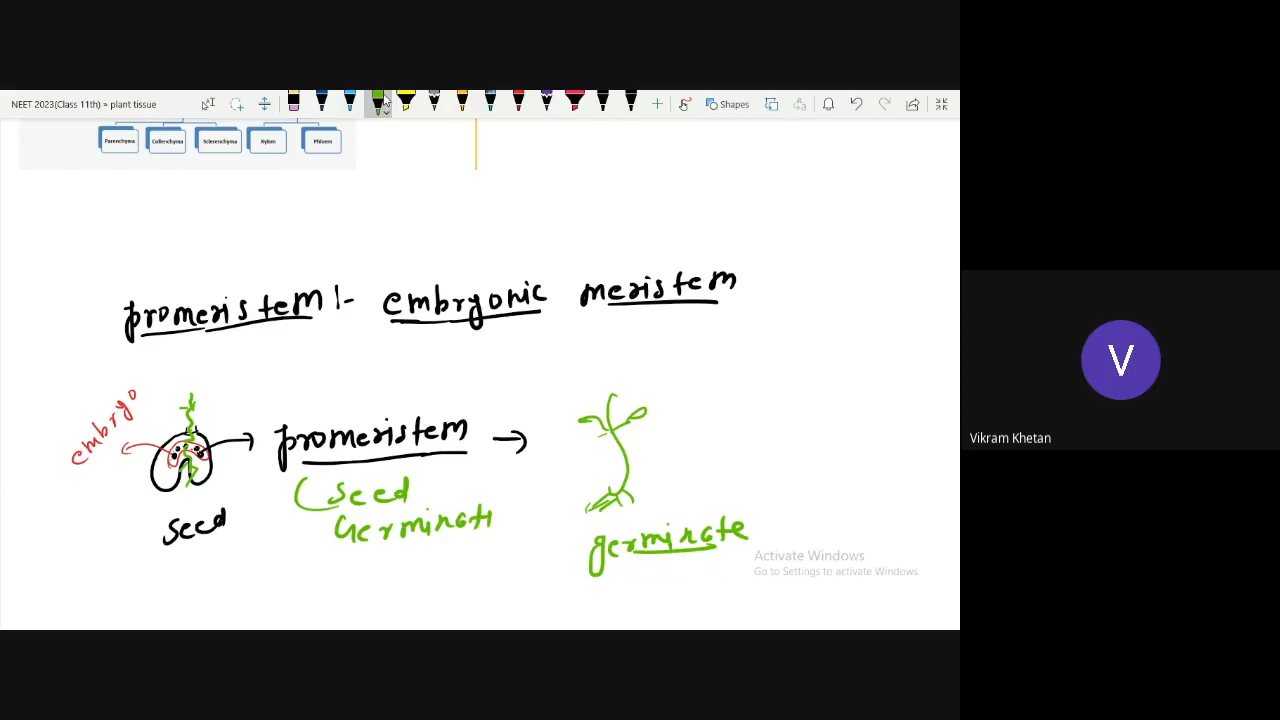 NEET 2023(Class 11th) » plant tissue
Shapes
Parenchyma Collenchyma Sclerenchyma Xylem Phloem
promeristem :- embryonic meristem
embryo
promeristem →
(seed
Germinati
seed
germinate
Activate Windows
Go to Settings to activate Windows.
V
Vikram Khetan